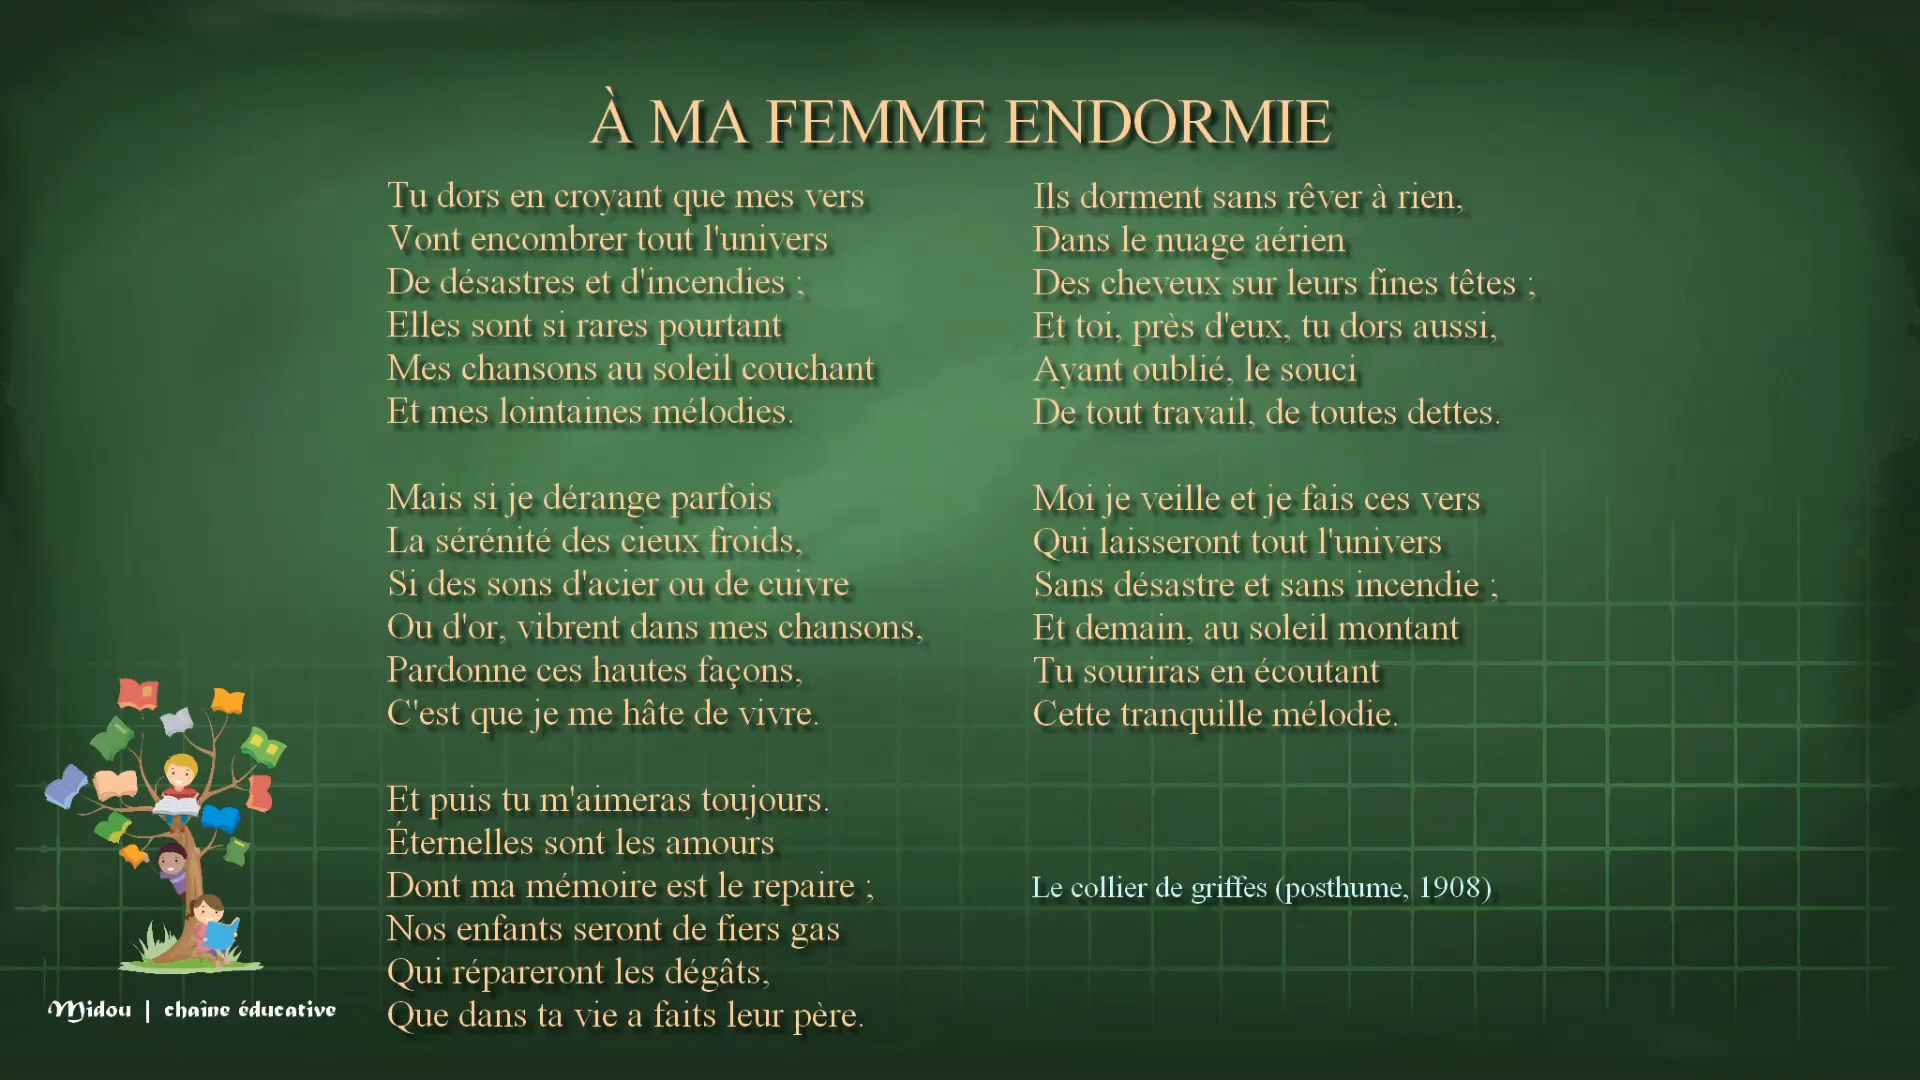 À MA FEMME ENDORMIE
Tu dors en croyant que mes vers
Vont encombrer tout l'univers
De désastres et d'incendies ;
Elles sont si rares pourtant
Mes chansons au soleil couchant
Et mes lointaines mélodies.
Mais si je dérange parfois
La sérénité des cieux froids,
Si des sons d'acier ou de cuivre
Ou d'or, vibrent dans mes chansons,
Pardonne ces hautes façons,
C'est que je me hâte de vivre.
Et puis tu m'aimeras toujours.
Éternelles sont les amours
Dont ma mémoire est le repaire ;
Nos enfants seront de fiers gas
Qui répareront les dégâts,
Que dans ta vie a faits leur père.
Ils dorment sans rêver à rien,
Dans le nuage aérien
Des cheveux sur leurs fines têtes ;
Et toi, près d'eux, tu dors aussi,
Ayant oublié, le souci
De tout travail, de toutes dettes.
Moi je veille et je fais ces vers
Qui laisseront tout l'univers
Sans désastre et sans incendie ;
Et demain, au soleil montant
Tu souriras en écoutant
Cette tranquille mélodie.
Le collier de griffes (posthume, 1908)
Midou | chaîne éducative